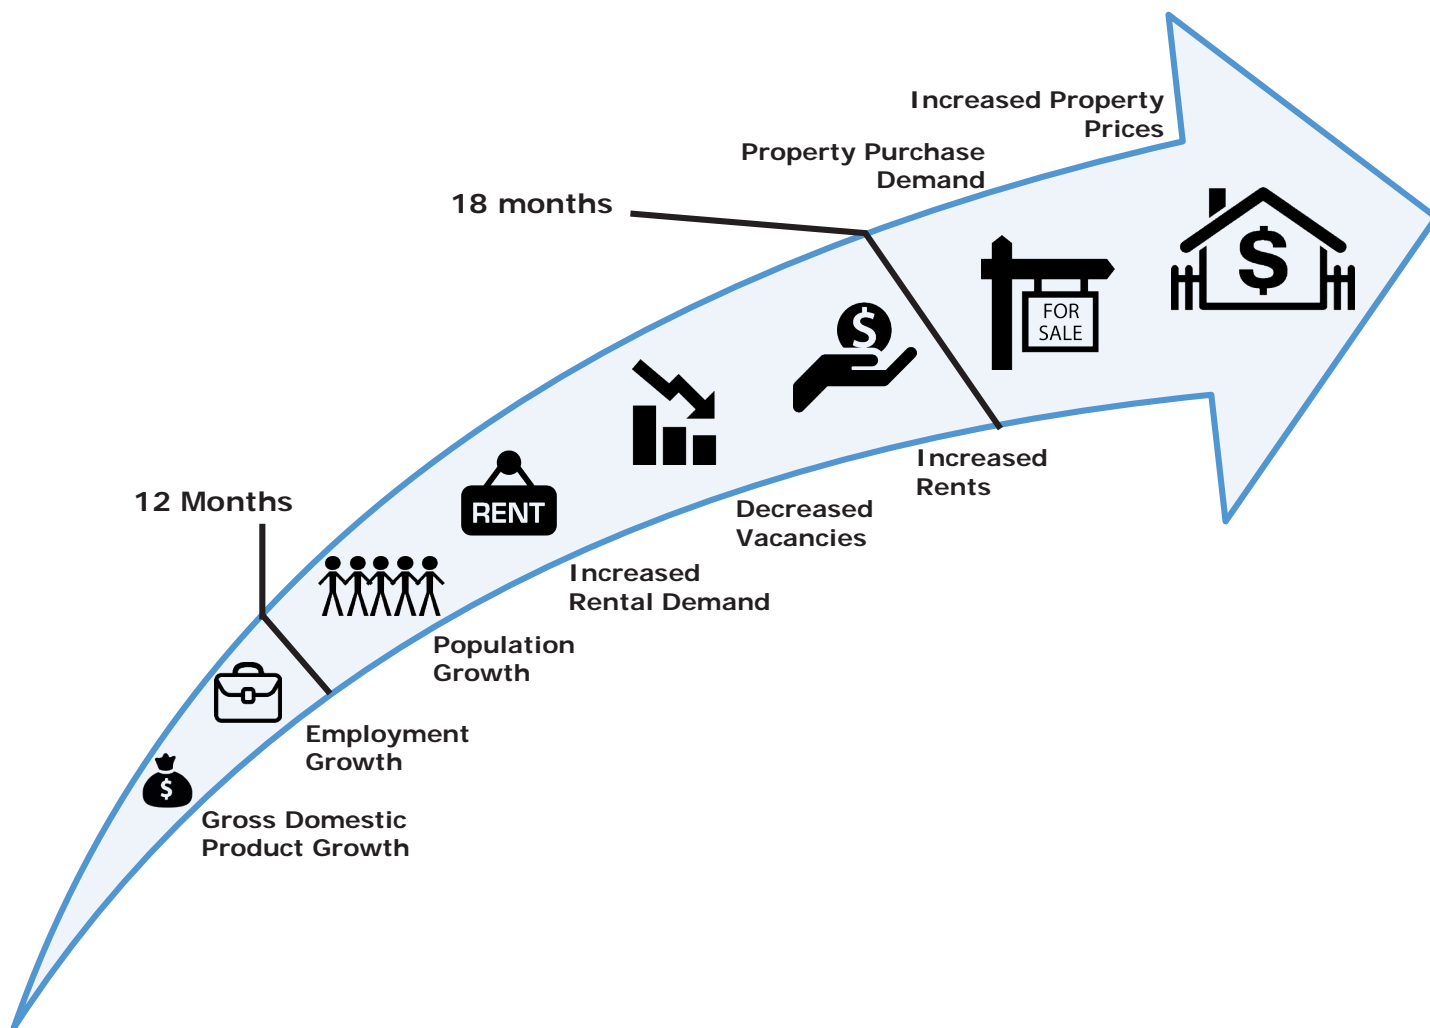 Increased Property
Prices
Property Purchase
Demand
18 months
$
FOR
SALE
$
Increased
Rents
Decreased
Vacancies
12 Months
RENT
Increased
Rental Demand
Population
Growth
Employment
Growth
$
Gross Domestic
Product Growth